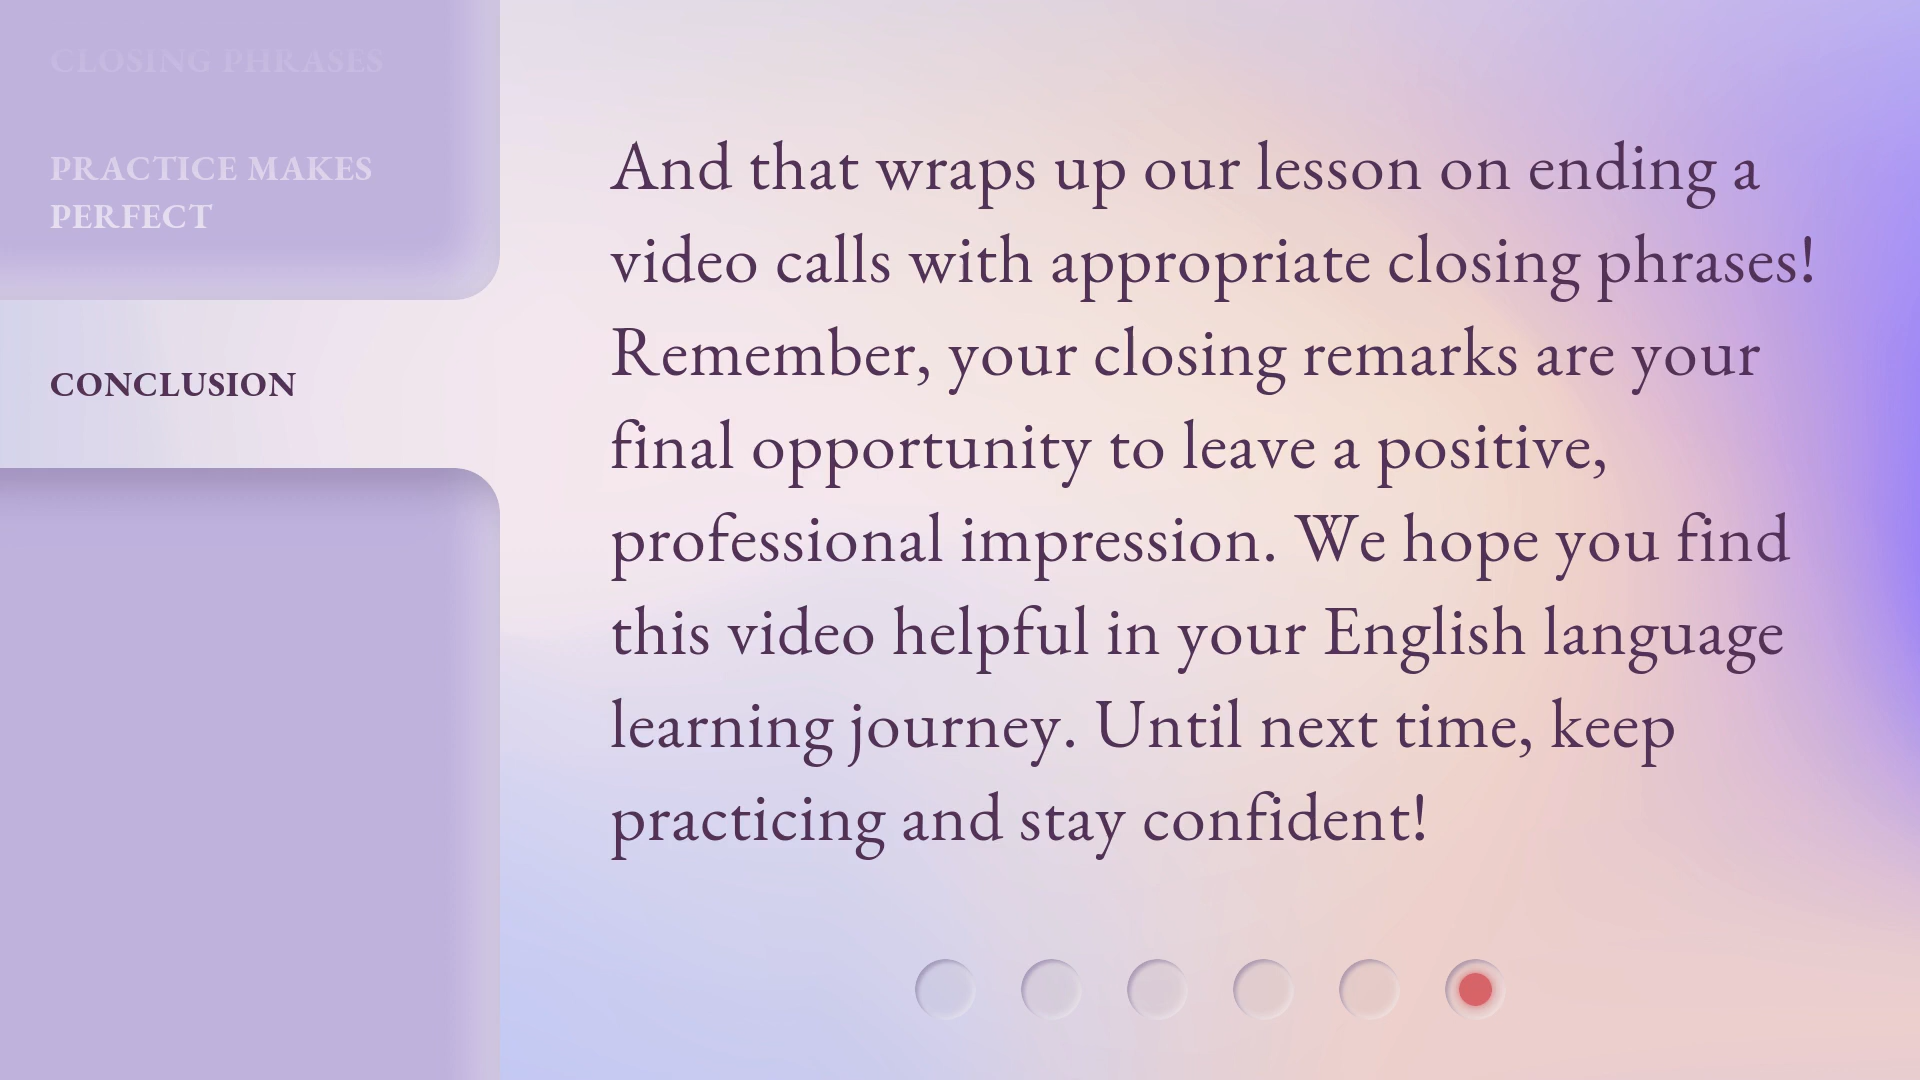 CLOSING PHRASES
PRACTICE MAKES
PERFECT
CONCLUSION
And that wraps up our lesson on ending a
video calls with appropriate closing phrases!
Remember, your closing remarks are your
final opportunity to leave a positive,
professional impression. We hope you find
this video helpful in your English language
learning journey. Until next time, keep
practicing and stay confident!